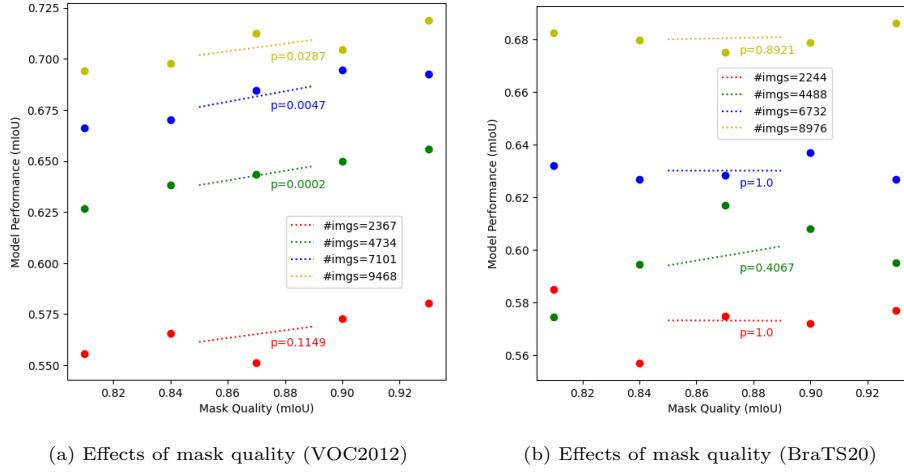 0.725
0.700
0.675
0.650
0.625
0.600
0.575
0.550
Model Performance (mIoU)
p=0.0287
p=0.0047
p=0.0002
p=0.1149
#imgs=2367
#imgs=4734
#imgs=7101
#imgs=9468
0.82 0.84 0.86 0.88 0.90 0.92
Mask Quality (mIoU)
(a) Effects of mask quality (VOC2012)
0.68
0.66
0.64
0.62
0.60
0.58
0.56
Model Performance (mIoU)
p=0.8921
#imgs=2244
#imgs=4488
#imgs=6732
#imgs=8976
p=1.0
p=0.4067
p=1.0
0.82 0.84 0.86 0.88 0.90 0.92
Mask Quality (mIoU)
(b) Effects of mask quality (BraTS20)